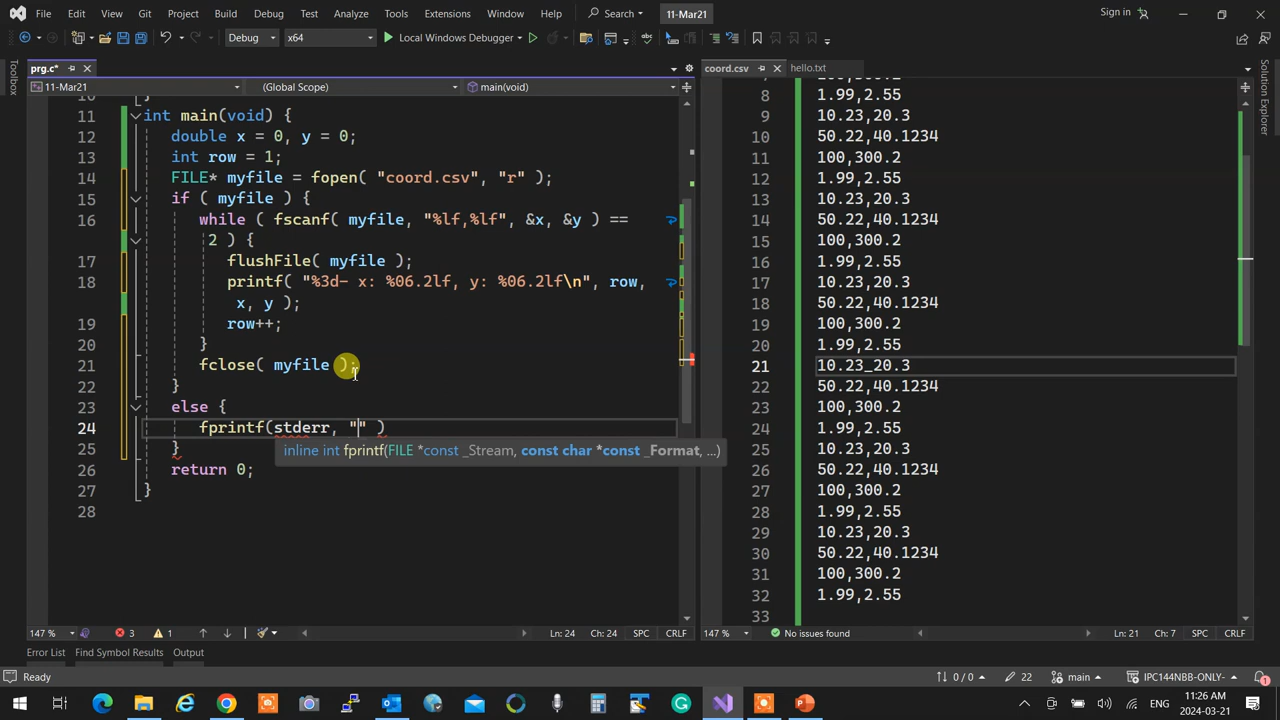 File Edit View Git Project Build Debug Test Analyze Tools Extensions Window Help Search 11-Mar21 Sign in
Debug x64 Local Windows Debugger
prg.c* coord.csv hello.txt
11-Mar21 (Global Scope) main(void)
Toolbox
Solution Explorer
11 int main(void) {
12 double x = 0, y = 0;
13 int row = 1;
14 FILE* myfile = fopen( "coord.csv", "r" );
15 if ( myfile ) {
16 while ( fscanf( myfile, "%lf,%lf", &x, &y ) ==
2 ) {
17 flushFile( myfile );
18 printf( "%3d- x: %06.2lf, y: %06.2lf\n", row,
x, y );
19 row++;
20 }
21 fclose( myfile );
22 }
23 else {
24 fprintf(stderr, "" )
25 }
inline int fprintf(FILE *const _Stream, const char *const _Format, ...)
26 return 0;
27 }
28
8 1.99,2.55
9 10.23,20.3
10 50.22,40.1234
11 100,300.2
12 1.99,2.55
13 10.23,20.3
14 50.22,40.1234
15 100,300.2
16 1.99,2.55
17 10.23,20.3
18 50.22,40.1234
19 100,300.2
20 1.99,2.55
21 10.23_20.3
22 50.22,40.1234
23 100,300.2
24 1.99,2.55
25 10.23,20.3
26 50.22,40.1234
27 100,300.2
28 1.99,2.55
29 10.23,20.3
30 50.22,40.1234
31 100,300.2
32 1.99,2.55
33
147 % 3 1 Ln: 24 Ch: 24 SPC CRLF
147 % No issues found Ln: 21 Ch: 7 SPC CRLF
Error List Find Symbol Results Output
Ready 0 / 0 22 main IPC144NBB-ONLY- 1
ENG 11:26 AM
2024-03-21